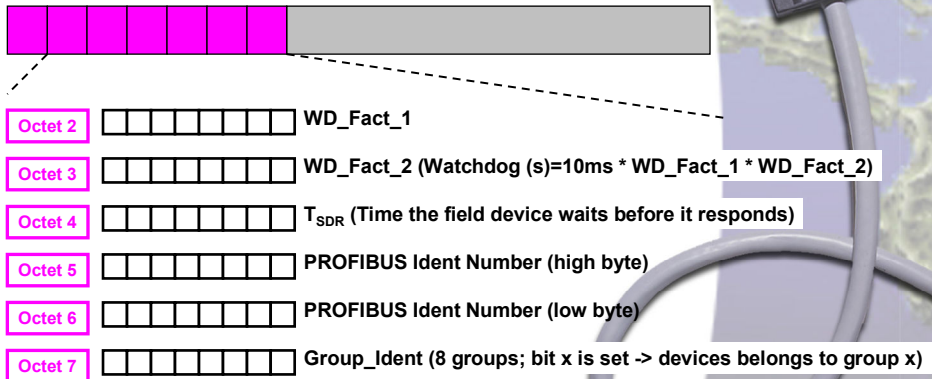 Octet 2 WD_Fact_1
Octet 3 WD_Fact_2 (Watchdog (s)=10ms * WD_Fact_1 * WD_Fact_2)
Octet 4 TSDR (Time the field device waits before it responds)
Octet 5 PROFIBUS Ident Number (high byte)
Octet 6 PROFIBUS Ident Number (low byte)
Octet 7 Group_Ident (8 groups; bit x is set -> devices belongs to group x)